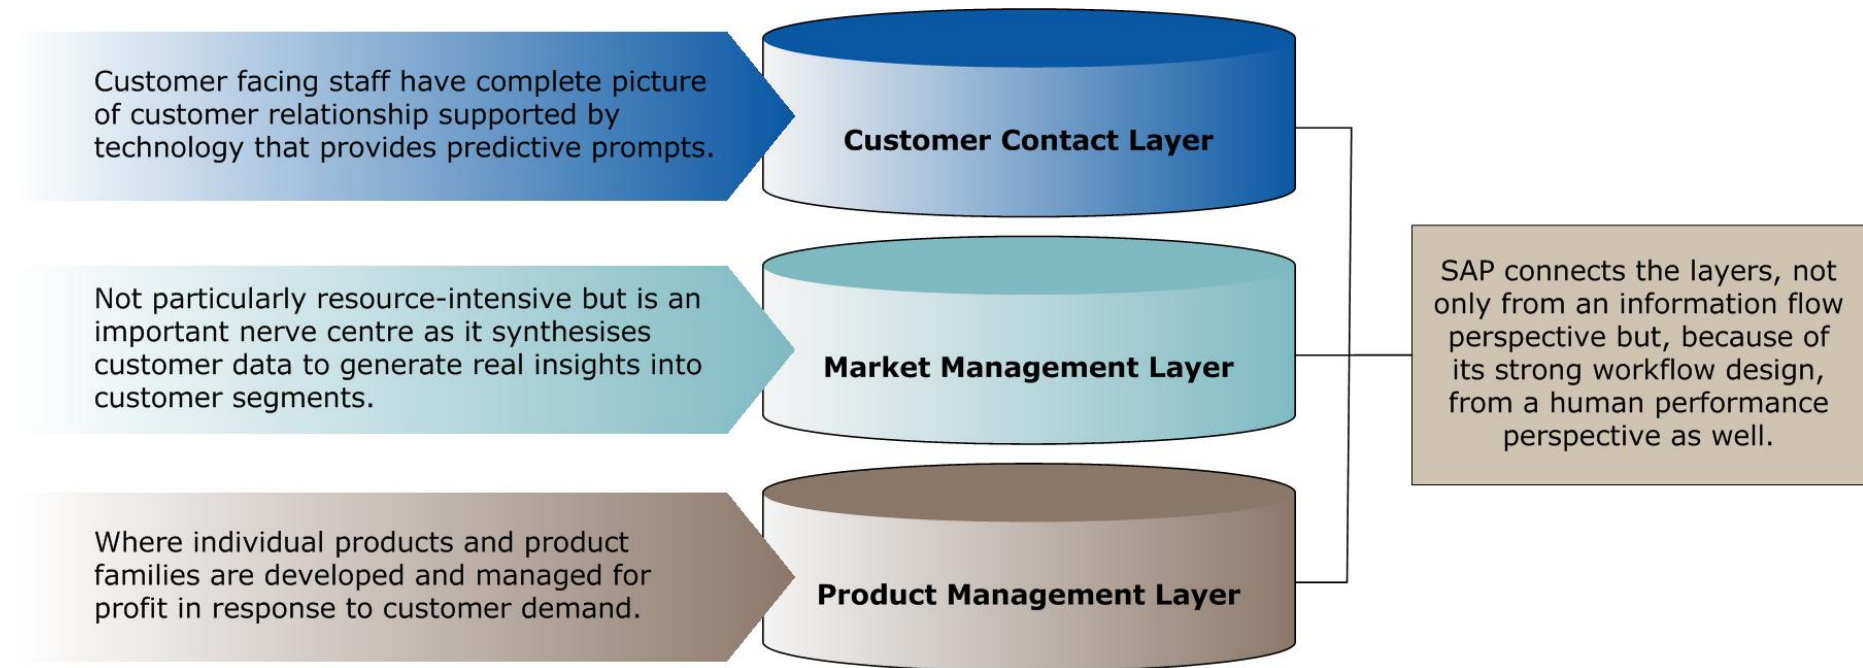 Customer facing staff have complete picture
of customer relationship supported by
technology that provides predictive prompts.
Customer Contact Layer
Not particularly resource-intensive but is an
important nerve centre as it synthesises
customer data to generate real insights into
customer segments.
Market Management Layer
Where individual products and product
families are developed and managed for
profit in response to customer demand.
Product Management Layer
SAP connects the layers, not
only from an information flow
perspective but, because of
its strong workflow design,
from a human performance
perspective as well.